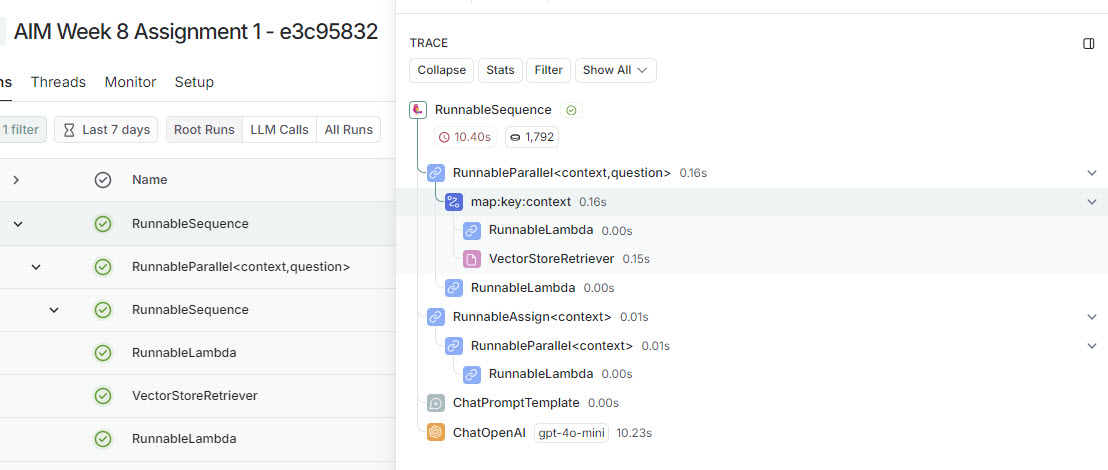 AIM Week 8 Assignment 1 - e3c95832
ns Threads Monitor Setup
1 filter Last 7 days Root Runs LLM Calls All Runs
Name
RunnableSequence
RunnableParallel<context,question>
RunnableSequence
RunnableLambda
VectorStoreRetriever
RunnableLambda
TRACE
Collapse Stats Filter Show All
RunnableSequence
10.40s 1,792
RunnableParallel<context,question> 0.16s
map:key:context 0.16s
RunnableLambda 0.00s
VectorStoreRetriever 0.15s
RunnableLambda 0.00s
RunnableAssign<context> 0.01s
RunnableParallel<context> 0.01s
RunnableLambda 0.00s
ChatPromptTemplate 0.00s
ChatOpenAI gpt-4o-mini 10.23s